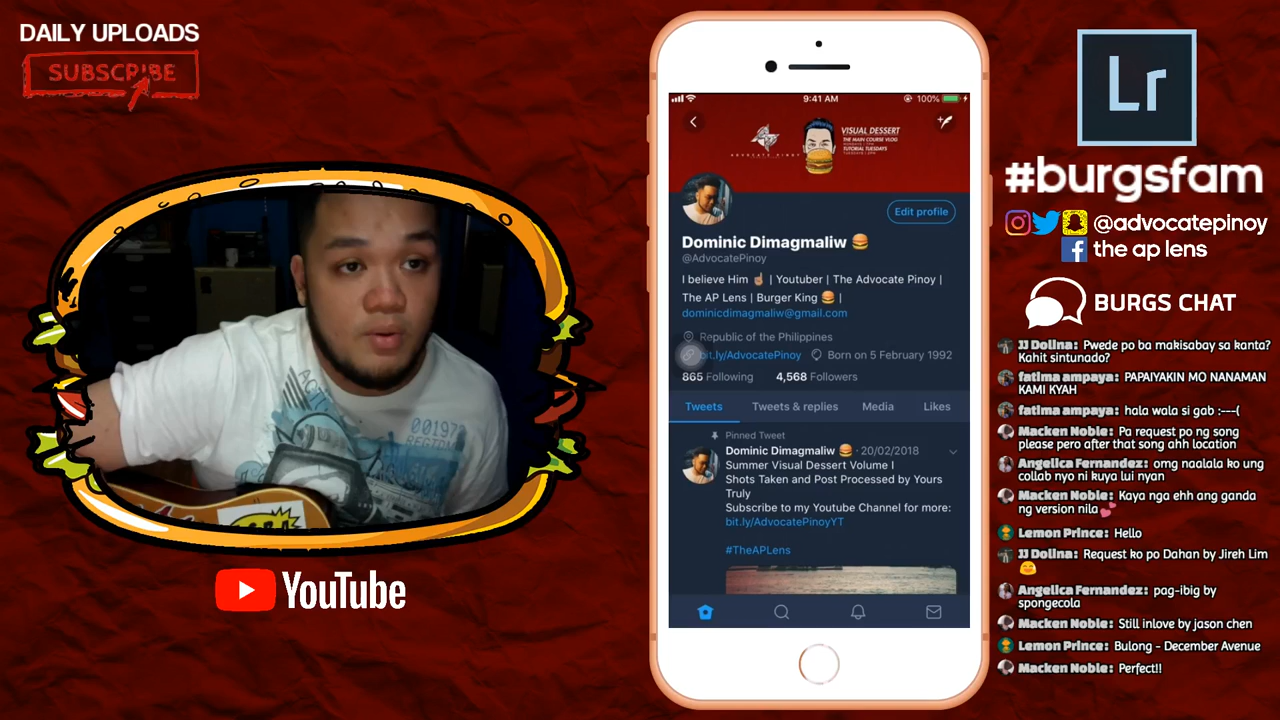 DAILY UPLOADS
SUBSCRIBE
YouTube
9:41 AM
100%
VISUAL DESSERT
THE MAIN COURSE VLOG
TUTORIAL TUESDAYS
ADVOCATE PINOY
Edit profile
Dominic Dimagmaliw 🍔
@AdvocatePinoy
I believe Him ☝🏽 | Youtuber | The Advocate Pinoy |
The AP Lens | Burger King 🍔 |
dominicdimagmaliw@gmail.com
Republic of the Philippines
bit.ly/AdvocatePinoy Born on 5 February 1992
865 Following 4,568 Followers
Tweets Tweets & replies Media Likes
Pinned Tweet
Dominic Dimagmaliw 🍔 · 20/02/2018
Summer Visual Dessert Volume I
Shots Taken and Post Processed by Yours
Truly
Subscribe to my Youtube Channel for more:
bit.ly/AdvocatePinoyYT
#TheAPLens
Lr
#burgsfam
@advocatepinoy
the ap lens
BURGS CHAT
JJ Dolina: Pwede po ba makisabay sa kanta?
Kahit sintunado?
fatima ampaya: PAPAIYAKIN MO NANAMAN
KAMI KYAH
fatima ampaya: hala wala si gab :---(
Macken Noble: Pa request po ng song
please pero after that song ahh location
Angelica Fernandez: omg naalala ko ung
collab nyo ni kuya lui nyan
Macken Noble: Kaya nga ehh ang ganda
ng version nila💕
Lemon Prince: Hello
JJ Dolina: Request ko po Dahan by Jireh Lim
😊
Angelica Fernandez: pag-ibig by
spongecola
Macken Noble: Still inlove by jason chen
Lemon Prince: Bulong - December Avenue
Macken Noble: Perfect!!